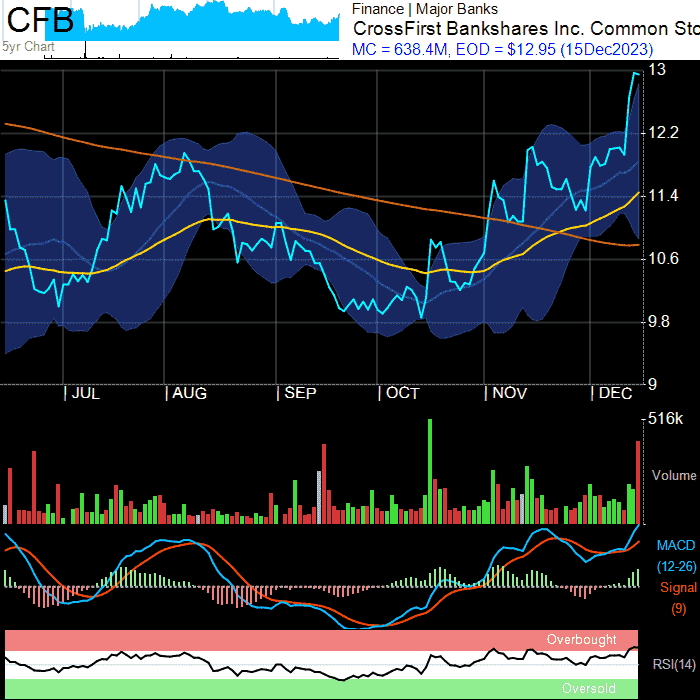 CFB
5yr Chart
Finance | Major Banks
CrossFirst Bankshares Inc. Common Sto
MC = 638.4M, EOD = $12.95 (15Dec2023)
13
12.2
11.4
10.6
9.8
9
JUL AUG SEP OCT NOV DEC
516k
Volume
MACD
(12-26)
Signal
(9)
Overbought
RSI(14)
Oversold